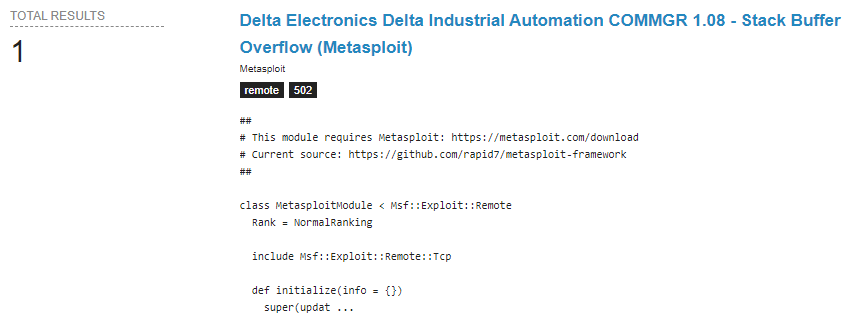 TOTAL RESULTS
1
Delta Electronics Delta Industrial Automation COMMGR 1.08 - Stack Buffer
Overflow (Metasploit)
Metasploit
remote 502
##
# This module requires Metasploit: https://metasploit.com/download
# Current source: https://github.com/rapid7/metasploit-framework
##
class MetasploitModule < Msf::Exploit::Remote
  Rank = NormalRanking
  include Msf::Exploit::Remote::Tcp
  def initialize(info = {})
    super(updat ...